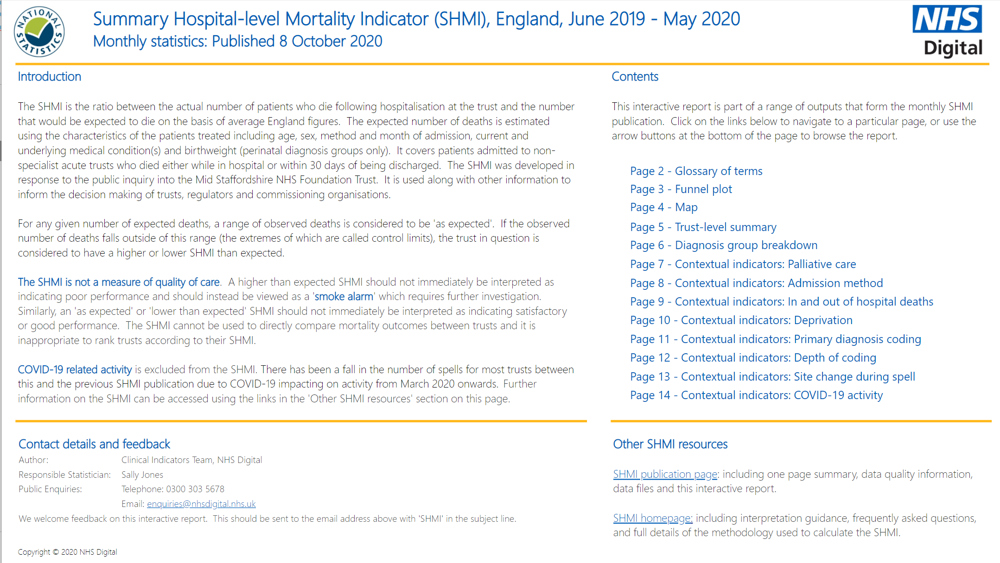 NATIONAL STATISTICS
Summary Hospital-level Mortality Indicator (SHMI), England, June 2019 - May 2020
Monthly statistics: Published 8 October 2020
NHS
Digital
Introduction
The SHMI is the ratio between the actual number of patients who die following hospitalisation at the trust and the number
that would be expected to die on the basis of average England figures.  The expected number of deaths is estimated
using the characteristics of the patients treated including age, sex, method and month of admission, current and
underlying medical condition(s) and birthweight (perinatal diagnosis groups only).  It covers patients admitted to non-
specialist acute trusts who died either while in hospital or within 30 days of being discharged.  The SHMI was developed in
response to the public inquiry into the Mid Staffordshire NHS Foundation Trust.  It is used along with other information to
inform the decision making of trusts, regulators and commissioning organisations.
For any given number of expected deaths, a range of observed deaths is considered to be 'as expected'.  If the observed
number of deaths falls outside of this range (the extremes of which are called control limits), the trust in question is
considered to have a higher or lower SHMI than expected.
The SHMI is not a measure of quality of care.  A higher than expected SHMI should not immediately be interpreted as
indicating poor performance and should instead be viewed as a 'smoke alarm' which requires further investigation.
Similarly, an 'as expected' or 'lower than expected' SHMI should not immediately be interpreted as indicating satisfactory
or good performance.  The SHMI cannot be used to directly compare mortality outcomes between trusts and it is
inappropriate to rank trusts according to their SHMI.
COVID-19 related activity is excluded from the SHMI. There has been a fall in the number of spells for most trusts between
this and the previous SHMI publication due to COVID-19 impacting on activity from March 2020 onwards.  Further
information on the SHMI can be accessed using the links in the 'Other SHMI resources' section on this page.
Contents
This interactive report is part of a range of outputs that form the monthly SHMI
publication.  Click on the links below to navigate to a particular page, or use the
arrow buttons at the bottom of the page to browse the report.
Page 2 - Glossary of terms
Page 3 - Funnel plot
Page 4 - Map
Page 5 - Trust-level summary
Page 6 - Diagnosis group breakdown
Page 7 - Contextual indicators: Palliative care
Page 8 - Contextual indicators: Admission method
Page 9 - Contextual indicators: In and out of hospital deaths
Page 10 - Contextual indicators: Deprivation
Page 11 - Contextual indicators: Primary diagnosis coding
Page 12 - Contextual indicators: Depth of coding
Page 13 - Contextual indicators: Site change during spell
Page 14 - Contextual indicators: COVID-19 activity
Contact details and feedback
Author: Clinical Indicators Team, NHS Digital
Responsible Statistician: Sally Jones
Public Enquiries: Telephone: 0300 303 5678
Email: enquiries@nhsdigital.nhs.uk
We welcome feedback on this interactive report.  This should be sent to the email address above with 'SHMI' in the subject line.
Copyright © 2020 NHS Digital
Other SHMI resources
SHMI publication page: including one page summary, data quality information,
data files and this interactive report.
SHMI homepage: including interpretation guidance, frequently asked questions,
and full details of the methodology used to calculate the SHMI.